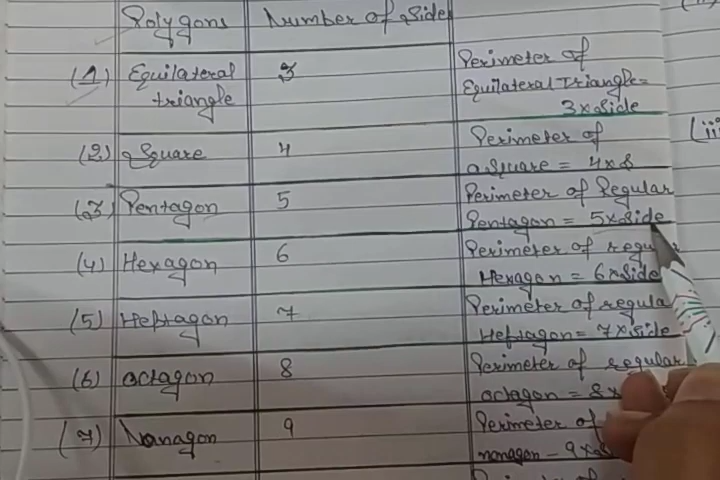 Polygons Number of Side
(1) Equilateral triangle 3 Perimeter of Equilateral Triangle = 3 x side
(2) Square 4 Perimeter of a square = 4 x s
(3) Pentagon 5 Perimeter of Regular Pentagon = 5 x side
(4) Hexagon 6 Perimeter of regu Hexagon = 6 x side
(5) Heptagon 7 Perimeter of regula Heptagon = 7 x side
(6) octagon 8 Perimeter of regular octagon = 8 x
(7) Nanagon 9 Perimeter of nonagon - 9 x s